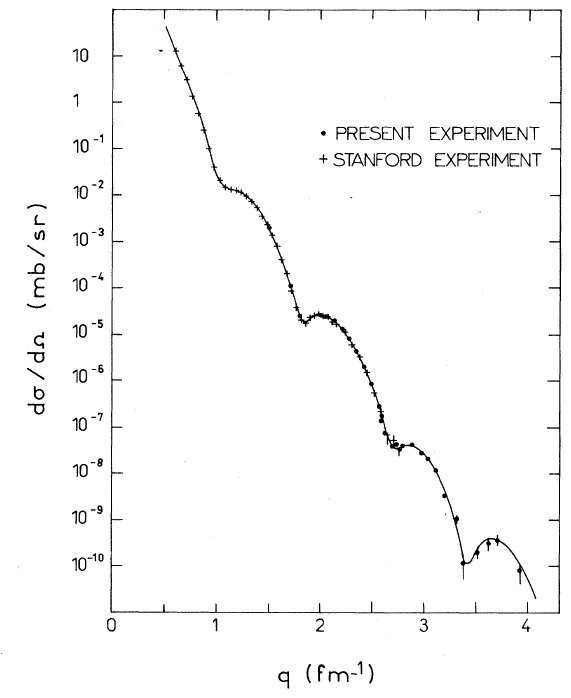 10
1
10⁻¹
10⁻²
10⁻³
10⁻⁴
10⁻⁵
10⁻⁶
10⁻⁷
10⁻⁸
10⁻⁹
10⁻¹⁰
dσ/dΩ (mb/sr)
• PRESENT EXPERIMENT
+ STANFORD EXPERIMENT
0 1 2 3 4
q (fm⁻¹)